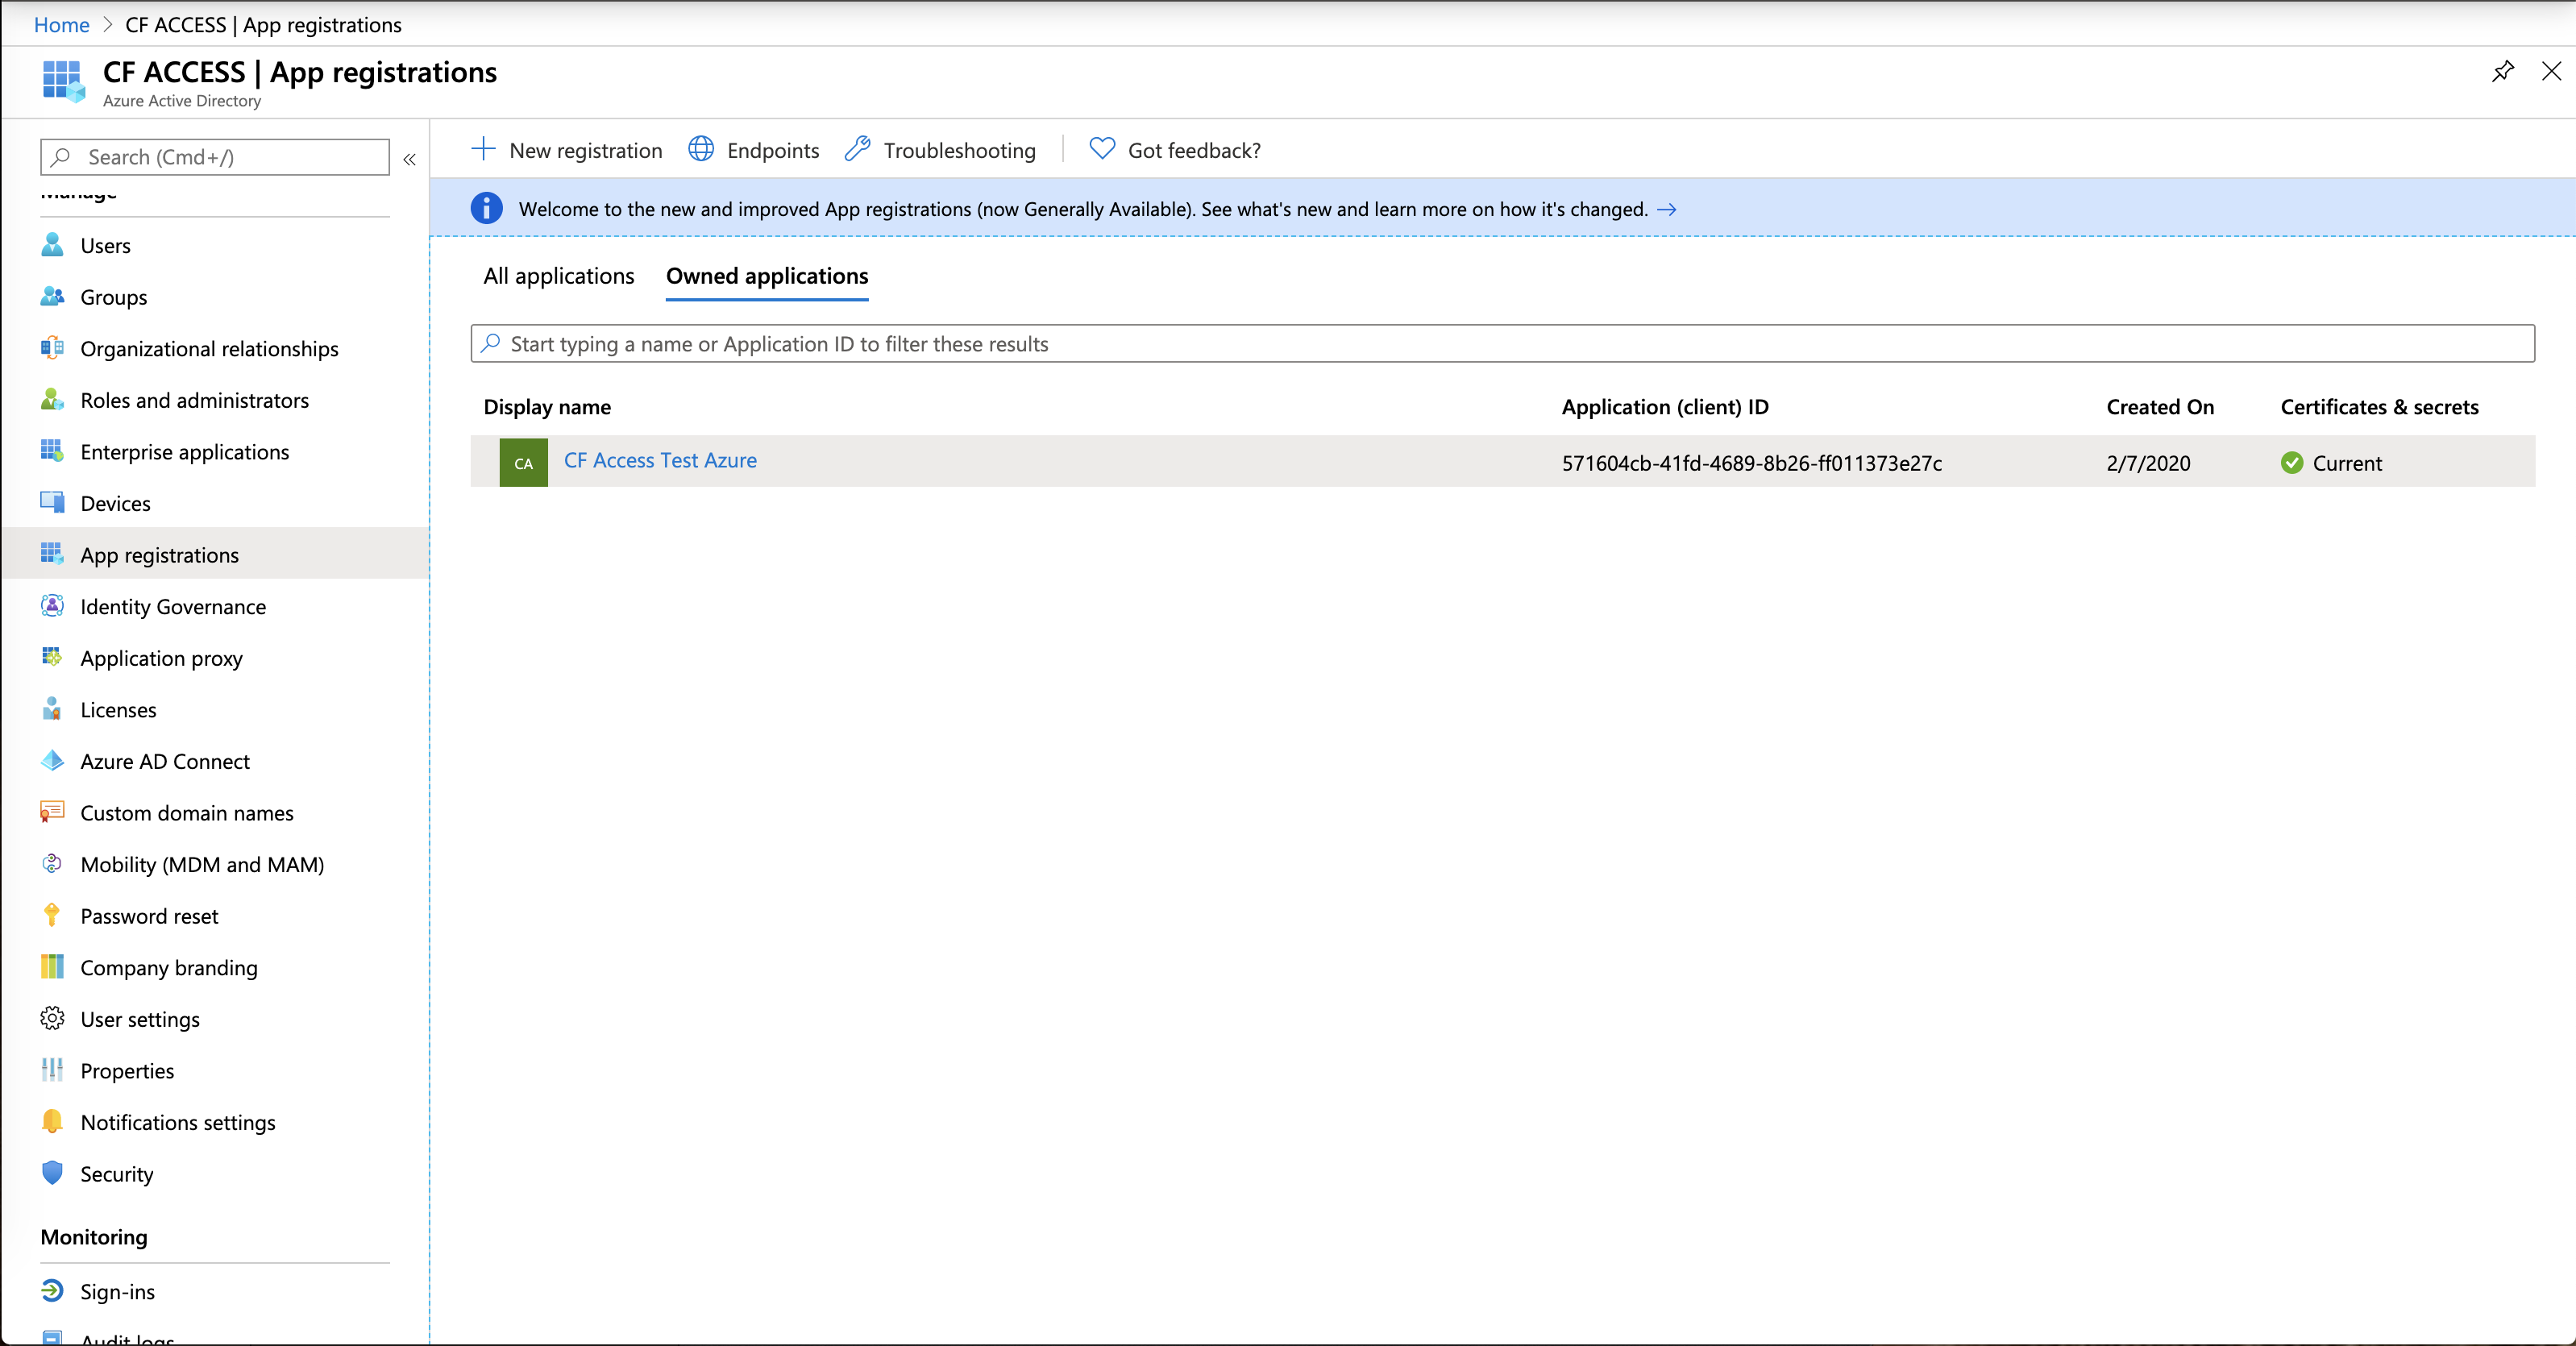 Home > CF ACCESS | App registrations
CF ACCESS | App registrations
Azure Active Directory
Search (Cmd+/)
«
Manage
Users
Groups
Organizational relationships
Roles and administrators
Enterprise applications
Devices
App registrations
Identity Governance
Application proxy
Licenses
Azure AD Connect
Custom domain names
Mobility (MDM and MAM)
Password reset
Company branding
User settings
Properties
Notifications settings
Security
Monitoring
Sign-ins
Audit logs
New registration Endpoints Troubleshooting Got feedback?
Welcome to the new and improved App registrations (now Generally Available). See what's new and learn more on how it's changed. →
All applications Owned applications
Start typing a name or Application ID to filter these results
Display name Application (client) ID Created On Certificates & secrets
CA CF Access Test Azure 571604cb-41fd-4689-8b26-ff011373e27c 2/7/2020 Current